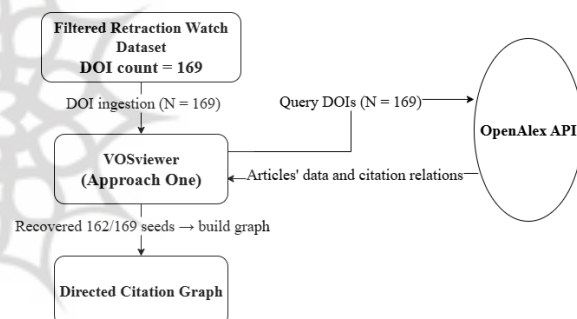 Filtered Retraction Watch
Dataset
DOI count = 169
DOI ingestion (N = 169)
Query DOIs (N = 169)
OpenAlex API
VOSviewer
(Approach One)
Articles' data and citation relations
Recovered 162/169 seeds → build graph
Directed Citation Graph